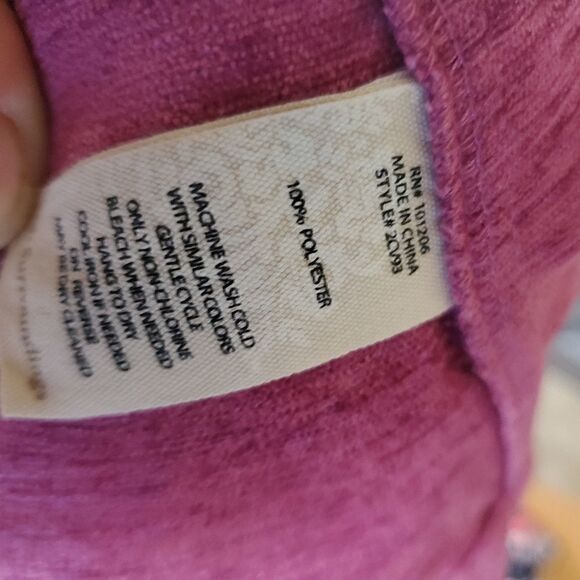 RN# 101206
MADE IN CHINA
STYLE# 2CV93
100% POLYESTER
MACHINE WASH COLD
WITH SIMILAR COLORS
GENTLE CYCLE
ONLY NON-CHLORINE
BLEACH WHEN NEEDED
HANG TO DRY
COOL IRON IF NEEDED
ON REVERSE
MAY BE DRY CLEANED